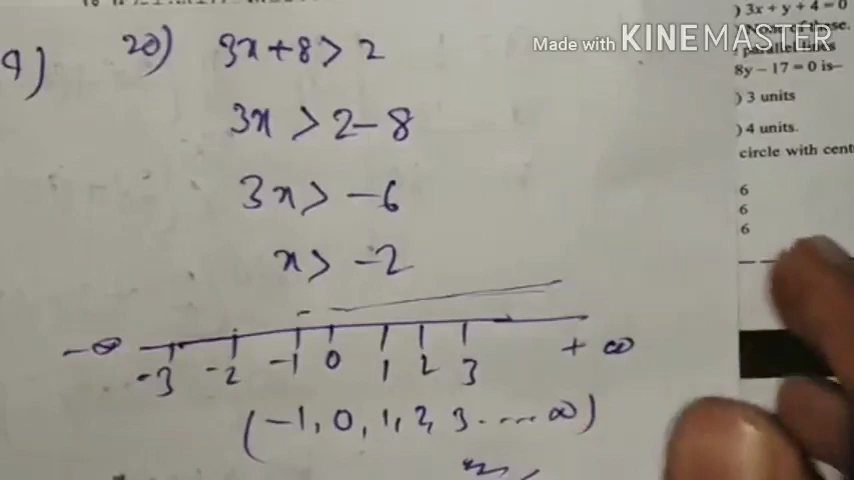 ) 3x + y + 4 = 0
Made with KINEMASTER
parallel lines
8y – 17 = 0 is–
) 3 units
) 4 units.
circle with cent
6
6
6
9)
20) 3x+8>2
3x > 2-8
3x > -6
x > -2
-∞ -3 -2 -1 0 1 2 3 +∞
(-1, 0, 1, 2, 3 ..... ∞)